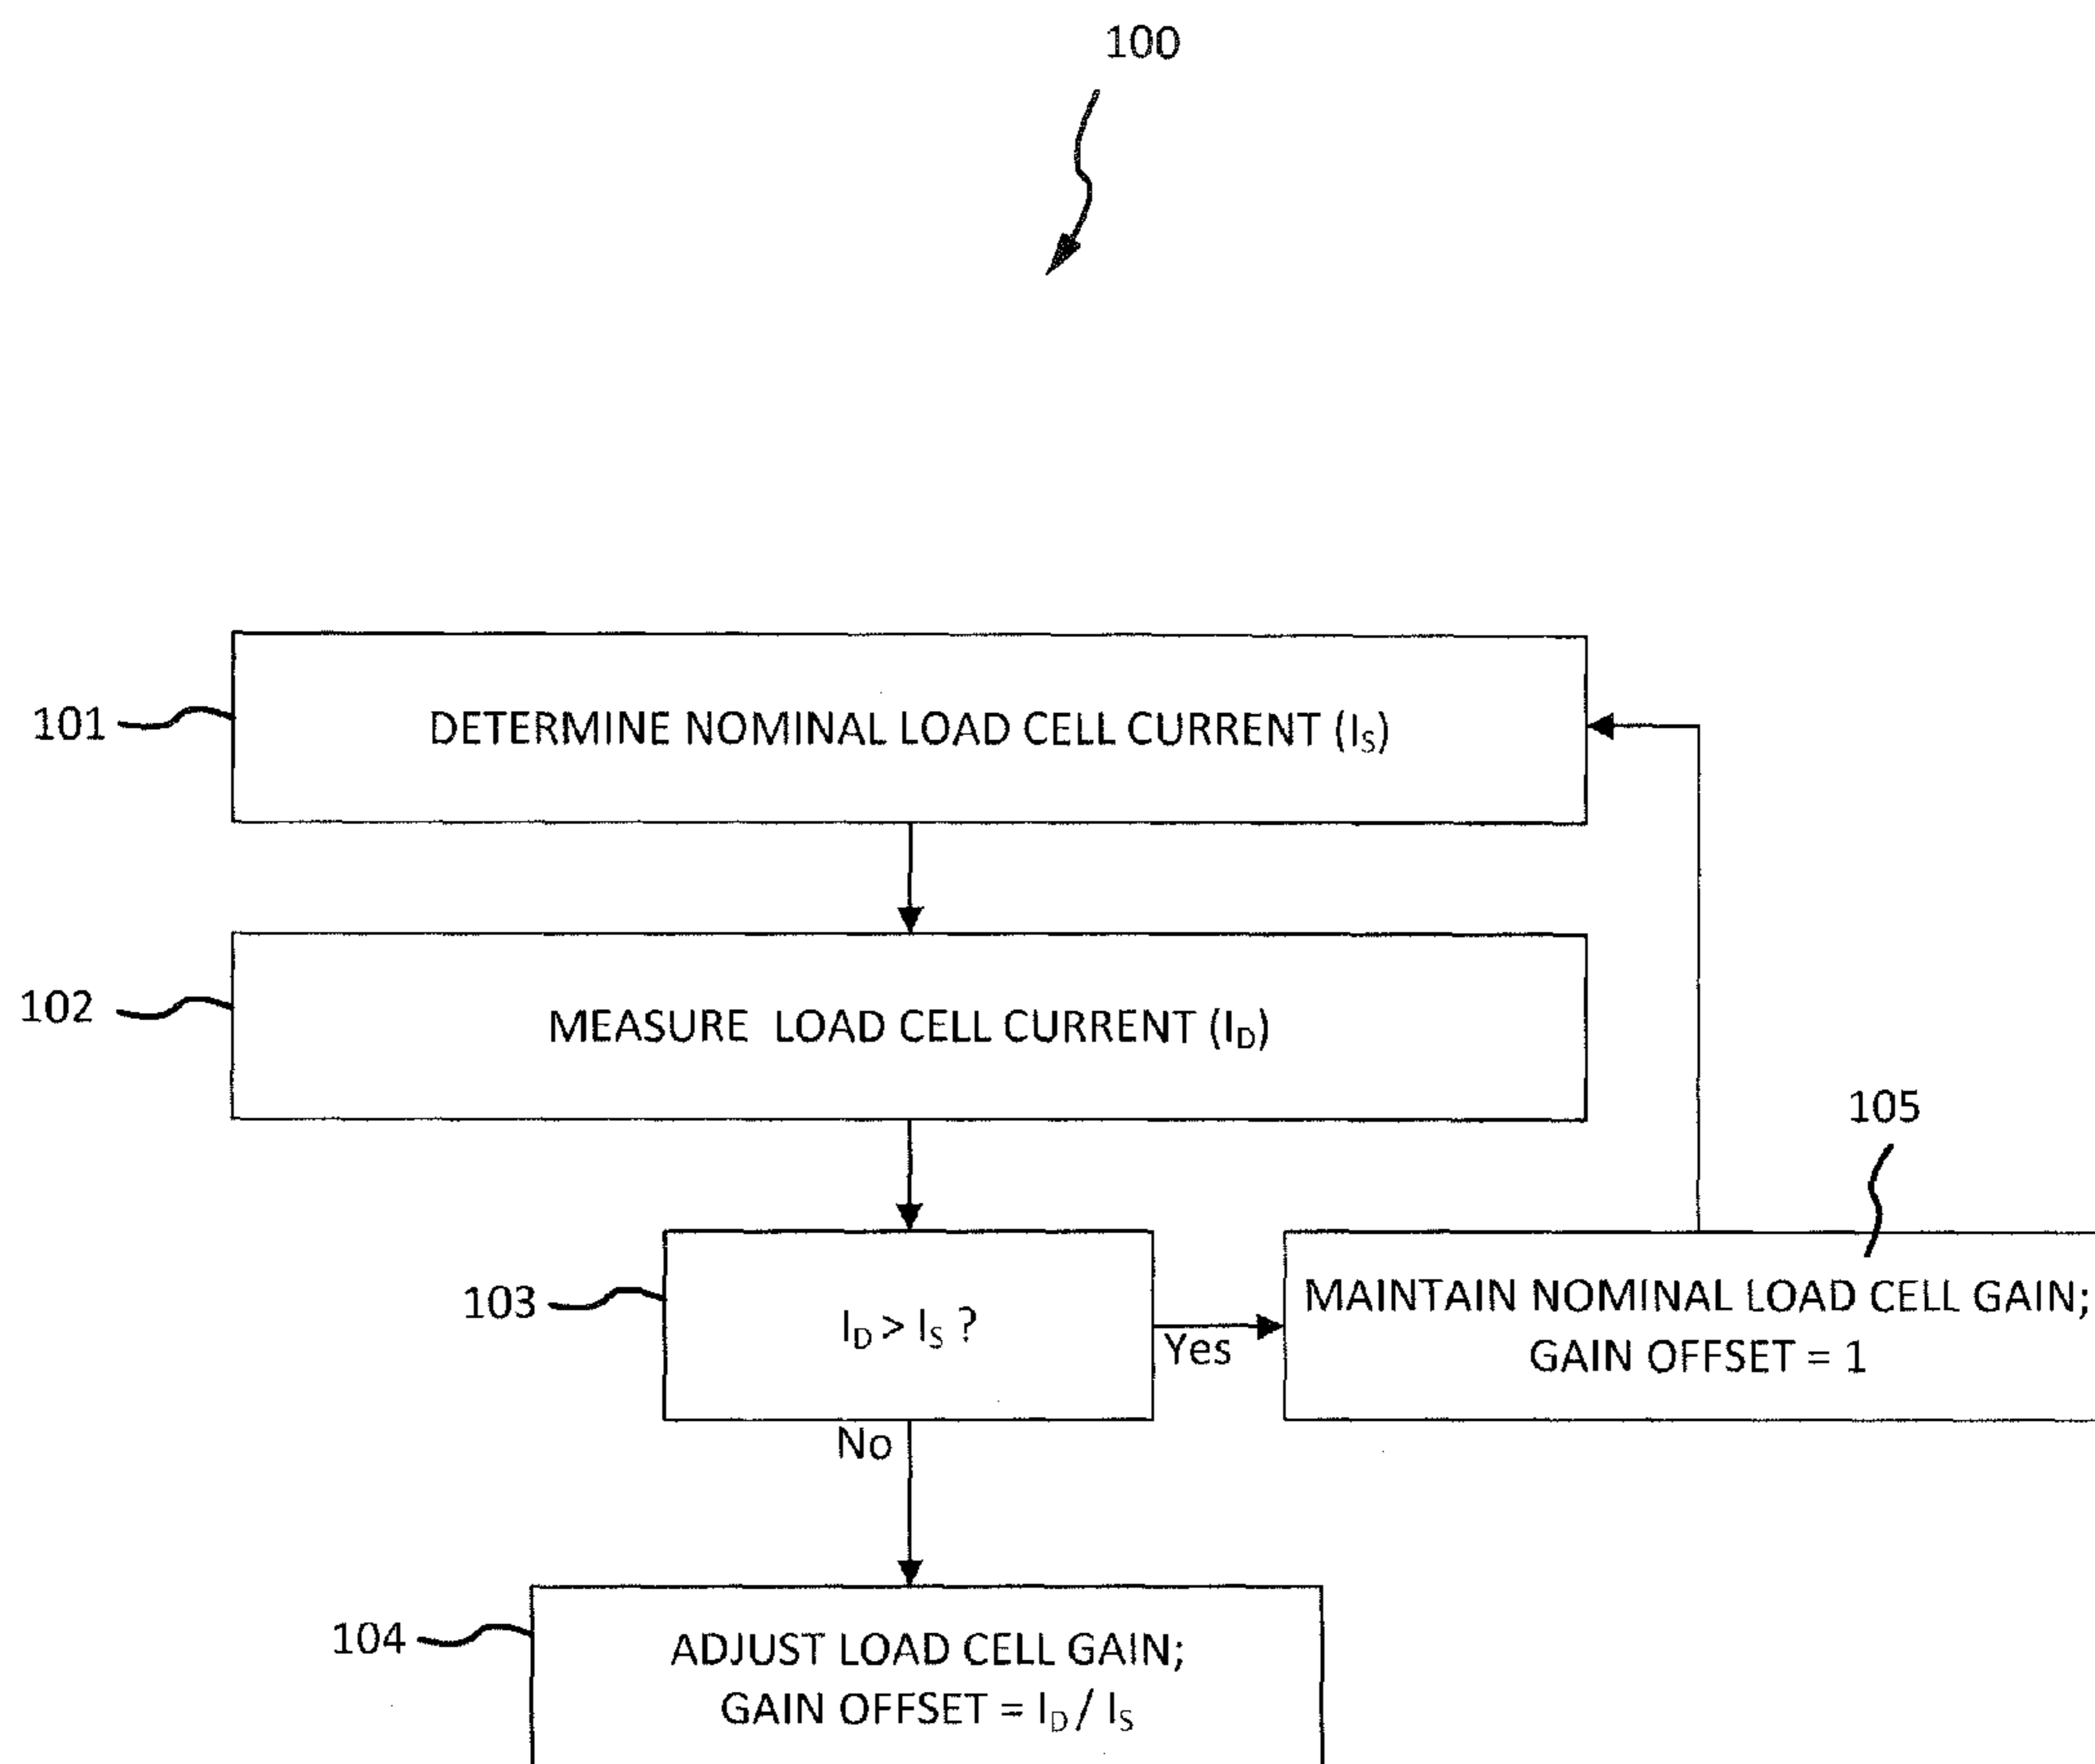 100
101
DETERMINE NOMINAL LOAD CELL CURRENT (IS)
102
MEASURE LOAD CELL CURRENT (ID)
105
103
ID > IS ?
Yes
MAINTAIN NOMINAL LOAD CELL GAIN;
GAIN OFFSET = 1
No
104
ADJUST LOAD CELL GAIN;
GAIN OFFSET = ID / IS